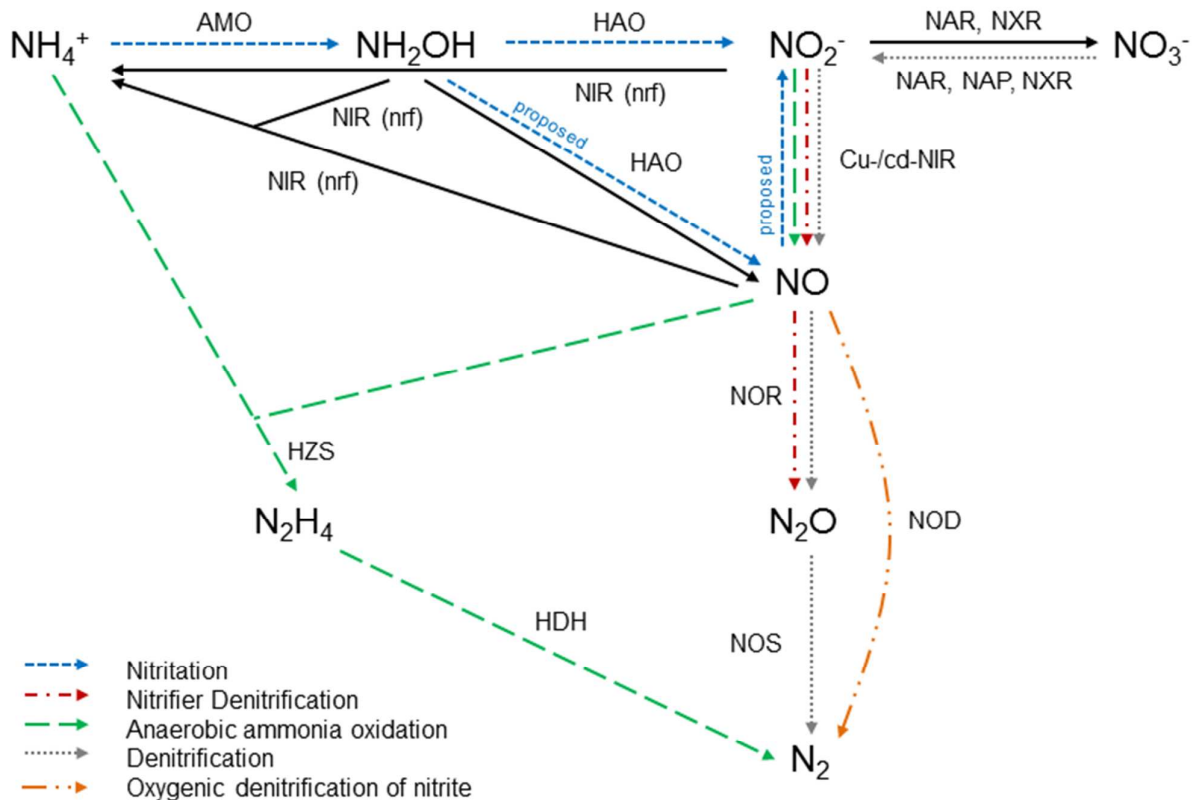 AMO
HAO
NAR, NXR
NH₄⁺
NH₂OH
NO₂⁻
NO₃⁻
NIR (nrf)
NAR, NAP, NXR
NIR (nrf)
proposed
HAO
Cu-/cd-NIR
NIR (nrf)
proposed
NO
NOR
HZS
N₂H₄
N₂O
NOD
HDH
NOS
Nitritation
Nitrifier Denitrification
Anaerobic ammonia oxidation
Denitrification
N₂
Oxygenic denitrification of nitrite